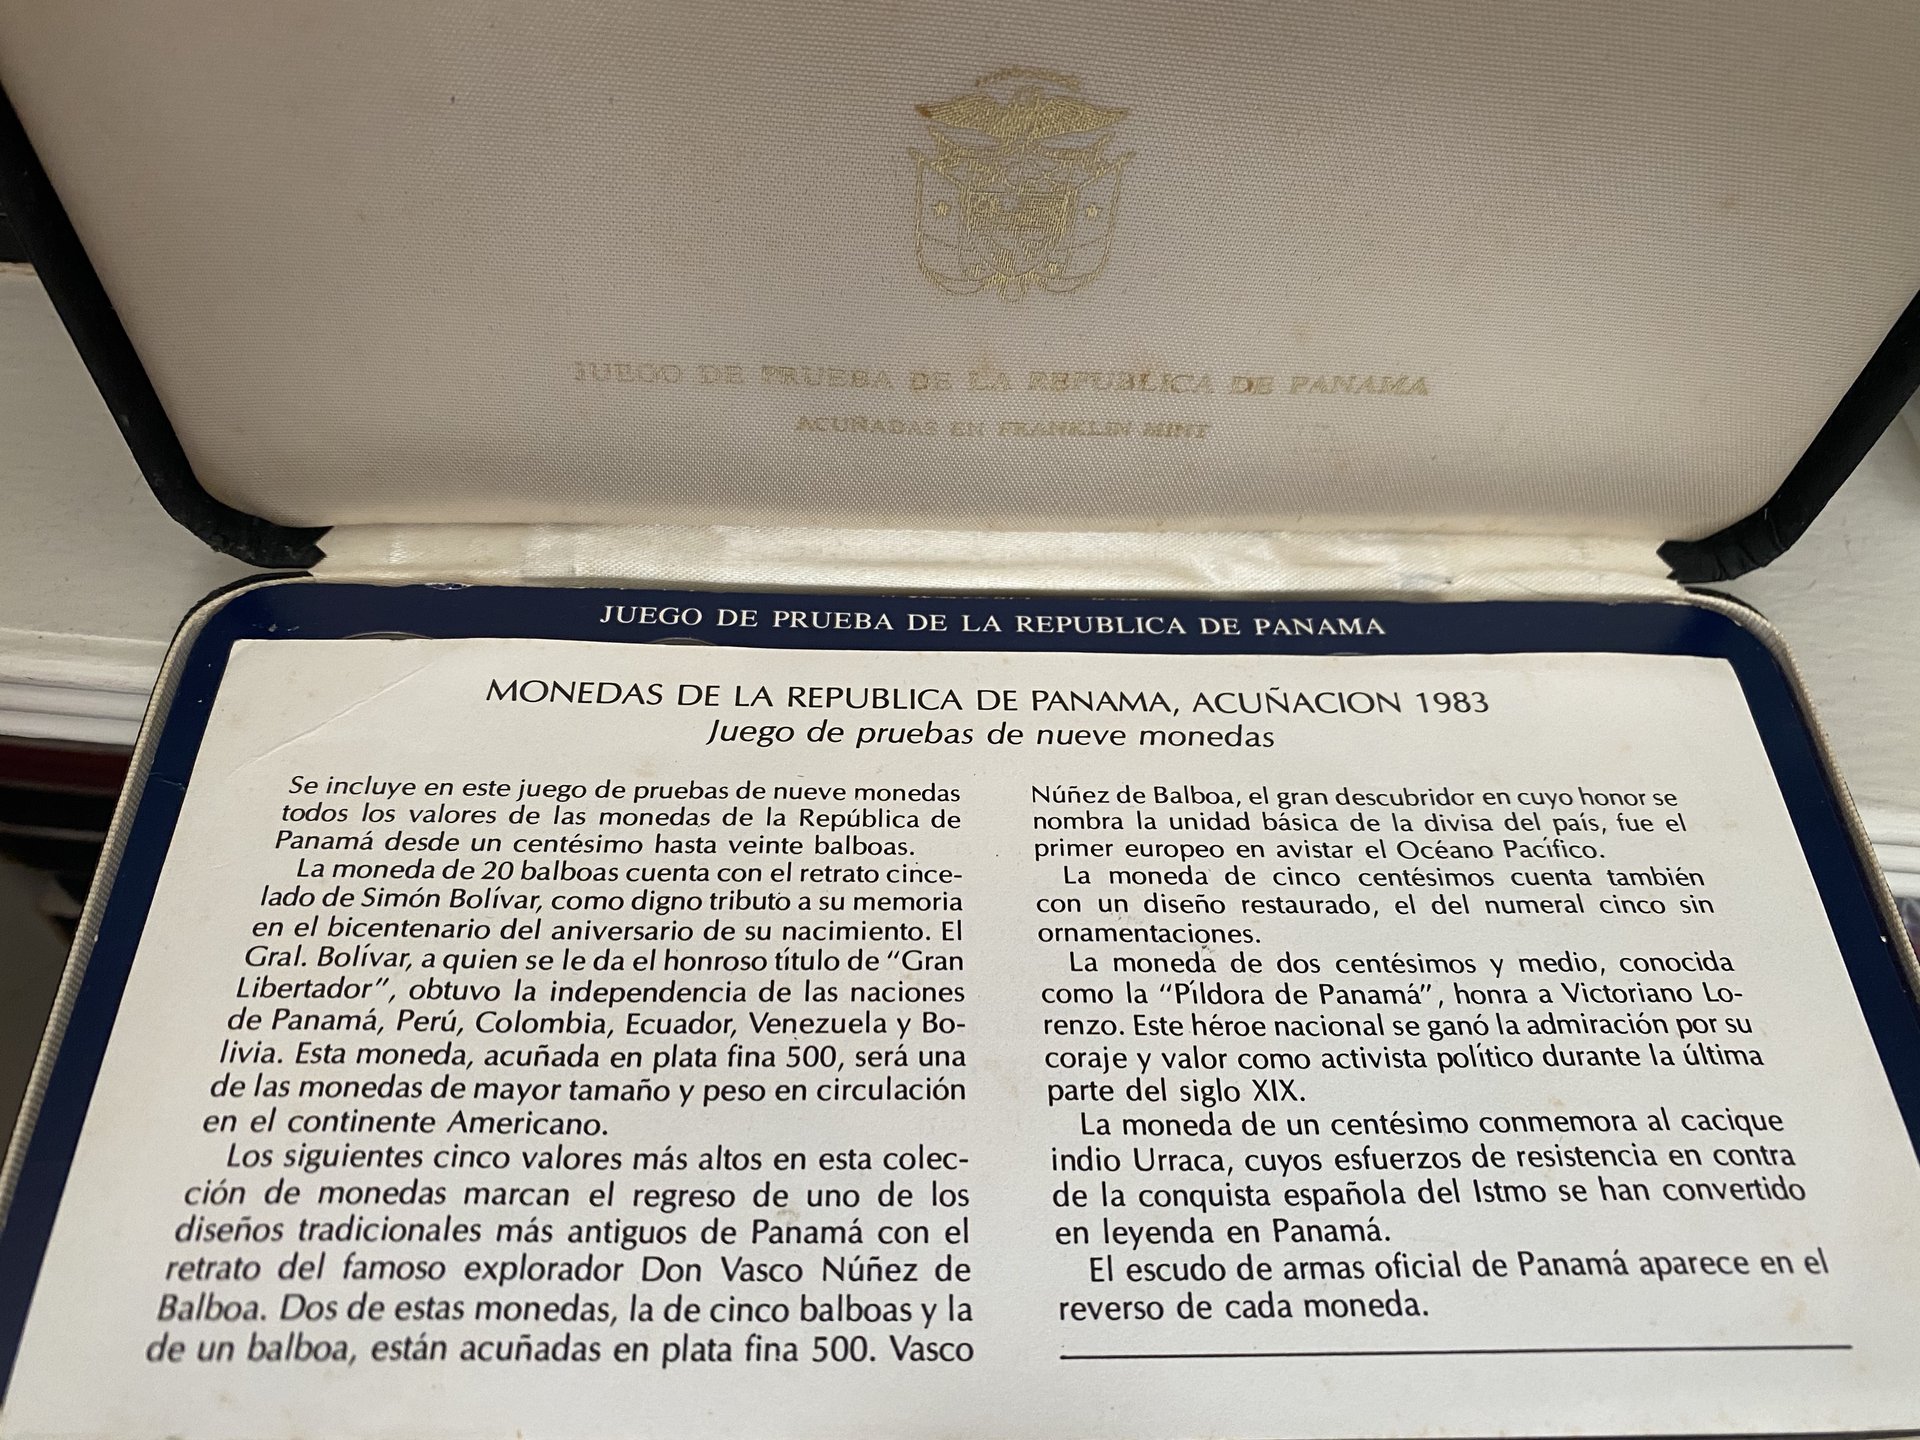 JUEGO DE PRUEBA DE LA REPUBLICA DE PANAMA
ACUÑADAS EN FRANKLIN MINT
JUEGO DE PRUEBA DE LA REPUBLICA DE PANAMA
MONEDAS DE LA REPUBLICA DE PANAMA, ACUÑACION 1983
Juego de pruebas de nueve monedas
Se incluye en este juego de pruebas de nueve monedas
todos los valores de las monedas de la República de
Panamá desde un centésimo hasta veinte balboas.
La moneda de 20 balboas cuenta con el retrato cince-
lado de Simón Bolívar, como digno tributo a su memoria
en el bicentenario del aniversario de su nacimiento. El
Gral. Bolívar, a quien se le da el honroso título de "Gran
Libertador", obtuvo la independencia de las naciones
de Panamá, Perú, Colombia, Ecuador, Venezuela y Bo-
livia. Esta moneda, acuñada en plata fina 500, será una
de las monedas de mayor tamaño y peso en circulación
en el continente Americano.
Los siguientes cinco valores más altos en esta colec-
ción de monedas marcan el regreso de uno de los
diseños tradicionales más antiguos de Panamá con el
retrato del famoso explorador Don Vasco Núñez de
Balboa. Dos de estas monedas, la de cinco balboas y la
de un balboa, están acuñadas en plata fina 500. Vasco
Núñez de Balboa, el gran descubridor en cuyo honor se
nombra la unidad básica de la divisa del país, fue el
primer europeo en avistar el Océano Pacífico.
La moneda de cinco centésimos cuenta también
con un diseño restaurado, el del numeral cinco sin
ornamentaciones.
La moneda de dos centésimos y medio, conocida
como la "Píldora de Panamá", honra a Victoriano Lo-
renzo. Este héroe nacional se ganó la admiración por su
coraje y valor como activista político durante la última
parte del siglo XIX.
La moneda de un centésimo conmemora al cacique
indio Urraca, cuyos esfuerzos de resistencia en contra
de la conquista española del Istmo se han convertido
en leyenda en Panamá.
El escudo de armas oficial de Panamá aparece en el
reverso de cada moneda.